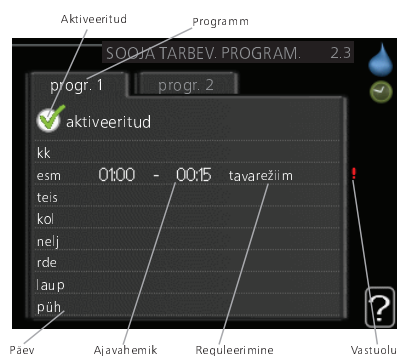 Aktiveeritud
Programm
SOOJA TARBEV. PROGRAM. 2.3
progr. 1 progr. 2
aktiveeritud
kk
esm 01:00 - 00:15 tavarežiim
teis
kol
nelj
rde
laup
püh
?
Päev Ajavahemik Reguleerimine Vastuolu